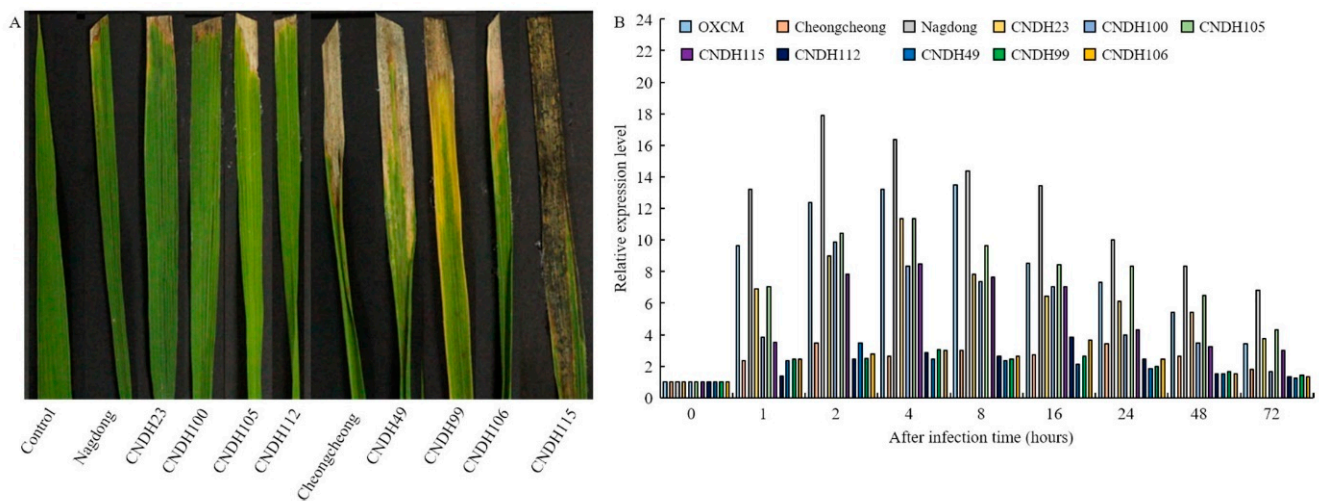 A
Control
Nagdong
CNDH23
CNDH100
CNDH105
CNDH112
Cheongcheong
CNDH49
CNDH99
CNDH106
CNDH115
B
OXCM Cheongcheong Nagdong CNDH23 CNDH100 CNDH105
CNDH115 CNDH112 CNDH49 CNDH99 CNDH106
Relative expression level
24
22
20
18
16
14
12
10
8
6
4
2
0
0 1 2 4 8 16 24 48 72
After infection time (hours)